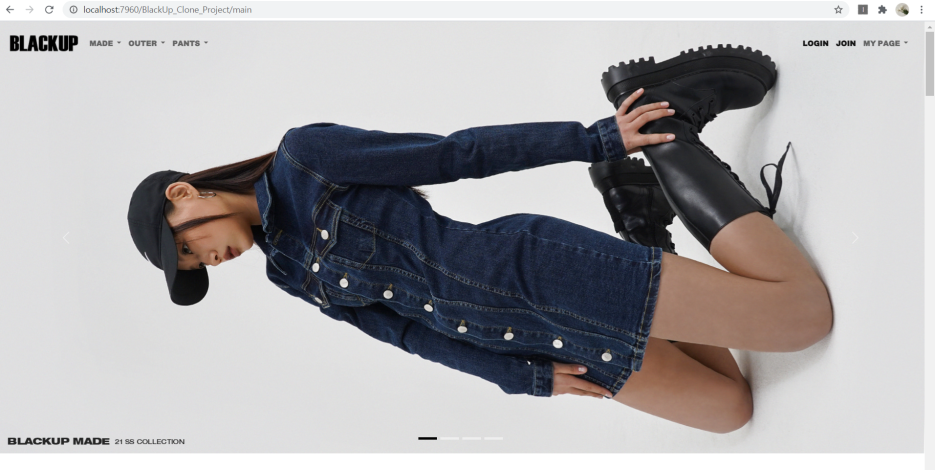 localhost:7960/BlackUp_Clone_Project/main
BLACKUP MADE OUTER PANTS LOGIN JOIN MY PAGE
BLACKUP MADE 21 SS COLLECTION